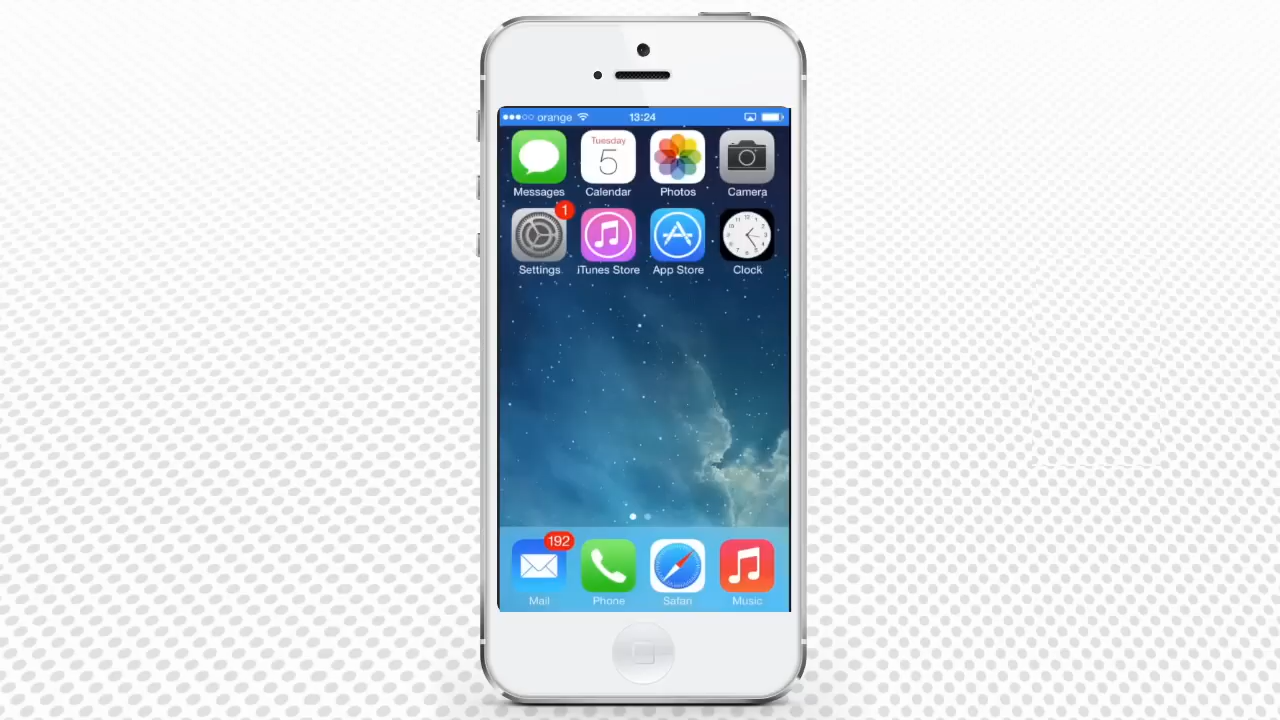 orange 13:24
Tuesday
5
Messages Calendar Photos Camera
1
Settings iTunes Store App Store Clock
192
Mail Phone Safari Music